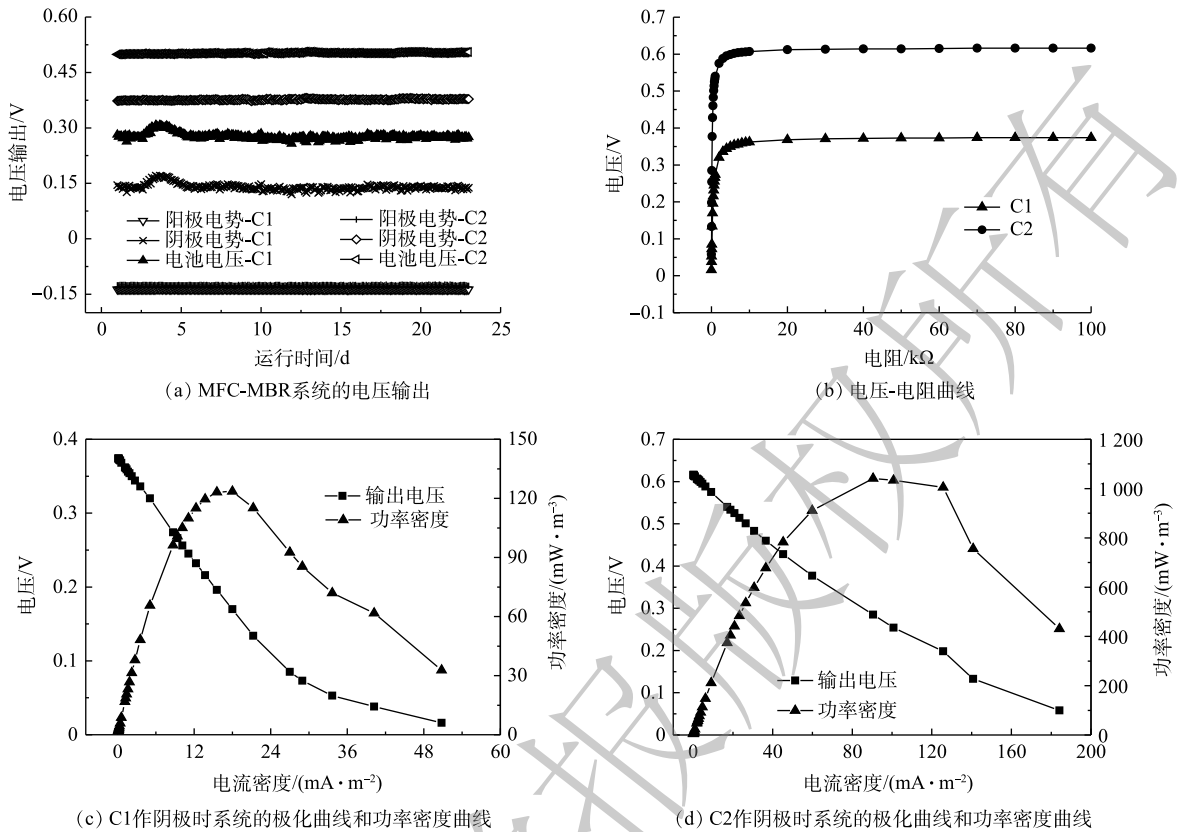 0.60
0.45
0.30
0.15
0
−0.15
电压输出/V
阳极电势-C1
阴极电势-C1
电池电压-C1
阳极电势-C2
阴极电势-C2
电池电压-C2
0 5 10 15 20 25
运行时间/d
(a) MFC-MBR系统的电压输出
0.7
0.6
0.5
0.4
0.3
0.2
0.1
0
−0.1
电压/V
C1
C2
0 20 40 60 80 100
电阻/kΩ
(b) 电压-电阻曲线
0.4
0.3
0.2
0.1
0
电压/V
输出电压
功率密度
150
120
90
60
30
0
功率密度/(mW·m⁻³)
0 12 24 36 48 60
电流密度/(mA·m⁻²)
(c) C1作阴极时系统的极化曲线和功率密度曲线
0.7
0.6
0.5
0.4
0.3
0.2
0.1
0
电压/V
输出电压
功率密度
1 200
1 000
800
600
400
200
0
功率密度/(mW·m⁻³)
0 40 80 120 160 200
电流密度/(mA·m⁻²)
(d) C2作阴极时系统的极化曲线和功率密度曲线
报版权所有